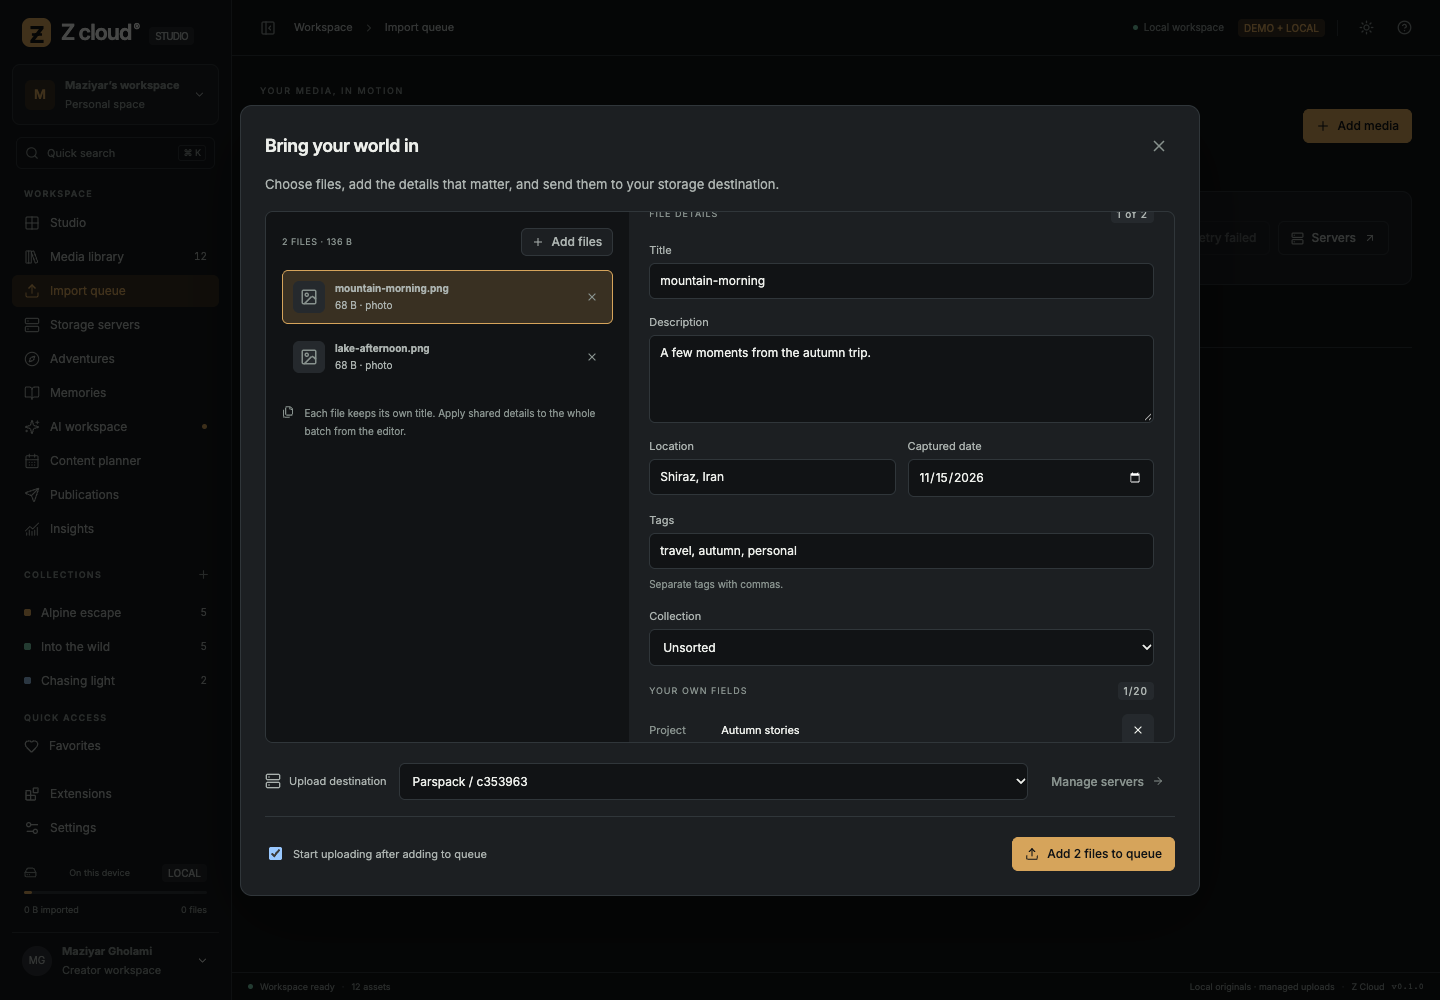 Z cloud®
STUDIO
Maziyar's workspace
Personal space
M
Quick search
⌘ K
WORKSPACE
Studio
Media library
12
Import queue
Storage servers
Adventures
Memories
AI workspace
Content planner
Publications
Insights
COLLECTIONS
Alpine escape
5
Into the wild
5
Chasing light
2
QUICK ACCESS
Favorites
Extensions
Settings
On this device
LOCAL
0 B imported
0 files
MG
Maziyar Gholami
Creator workspace
Workspace
Import queue
Local workspace
DEMO + LOCAL
YOUR MEDIA, IN MOTION
Add media
etry failed
Servers
Bring your world in
Choose files, add the details that matter, and send them to your storage destination.
2 FILES · 136 B
Add files
mountain-morning.png
68 B · photo
lake-afternoon.png
68 B · photo
Each file keeps its own title. Apply shared details to the whole
batch from the editor.
FILE DETAILS
1 of 2
Title
mountain-morning
Description
A few moments from the autumn trip.
Location
Captured date
Shiraz, Iran
11/15/2026
Tags
travel, autumn, personal
Separate tags with commas.
Collection
Unsorted
YOUR OWN FIELDS
1/20
Project
Autumn stories
Upload destination
Parspack / c353963
Manage servers
Start uploading after adding to queue
Add 2 files to queue
Workspace ready · 12 assets
Local originals · managed uploads · Z Cloud v0.1.0